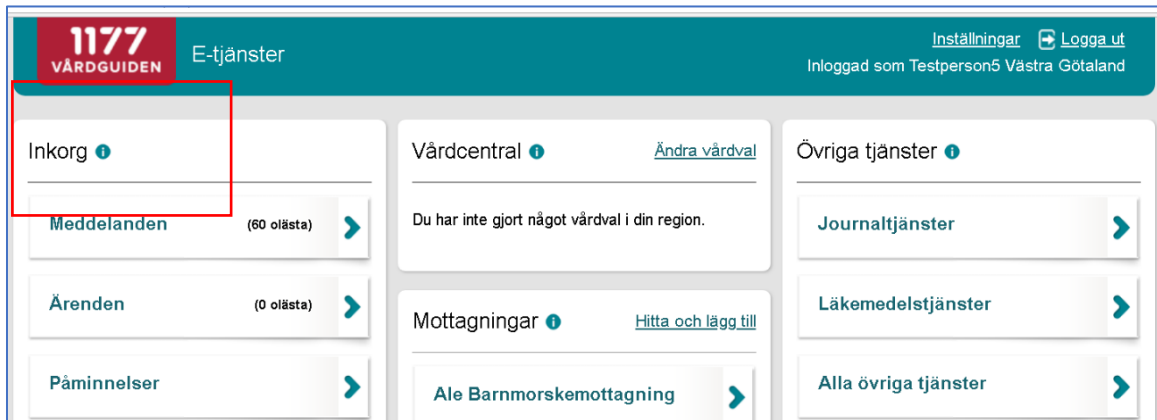 1177
VÅRDGUIDEN
E-tjänster
Inställningar Logga ut
Inloggad som Testperson5 Västra Götaland
Inkorg
Meddelanden (60 olästa)
Ärenden (0 olästa)
Påminnelser
Vårdcentral Ändra vårdval
Du har inte gjort något vårdval i din region.
Mottagningar Hitta och lägg till
Ale Barnmorskemottagning
Övriga tjänster
Journaltjänster
Läkemedelstjänster
Alla övriga tjänster